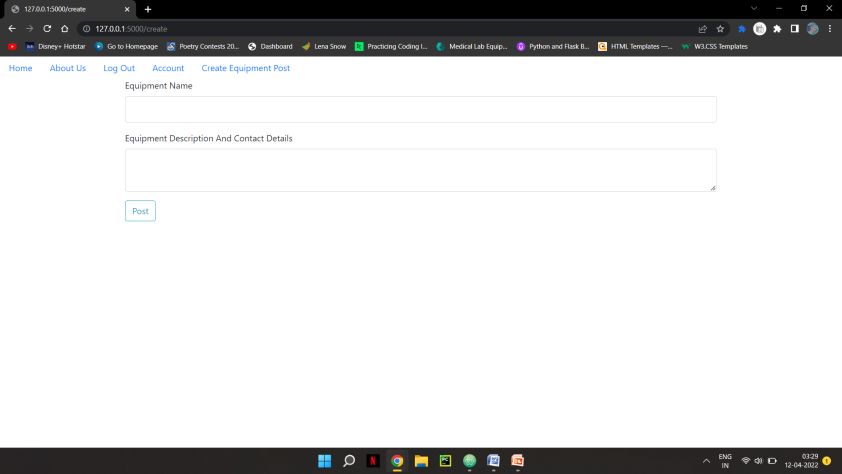 127.0.0.1:5000/create
127.0.0.1:5000/create
Disney+ Hotstar Go to Homepage Poetry Contests 20... Dashboard Lena Snow Practicing Coding I... Medical Lab Equip... Python and Flask B... HTML Templates —... W3.CSS Templates
Home About Us Log Out Account Create Equipment Post
Equipment Name
Equipment Description And Contact Details
Post
ENG 03:29
IN 12-04-2022